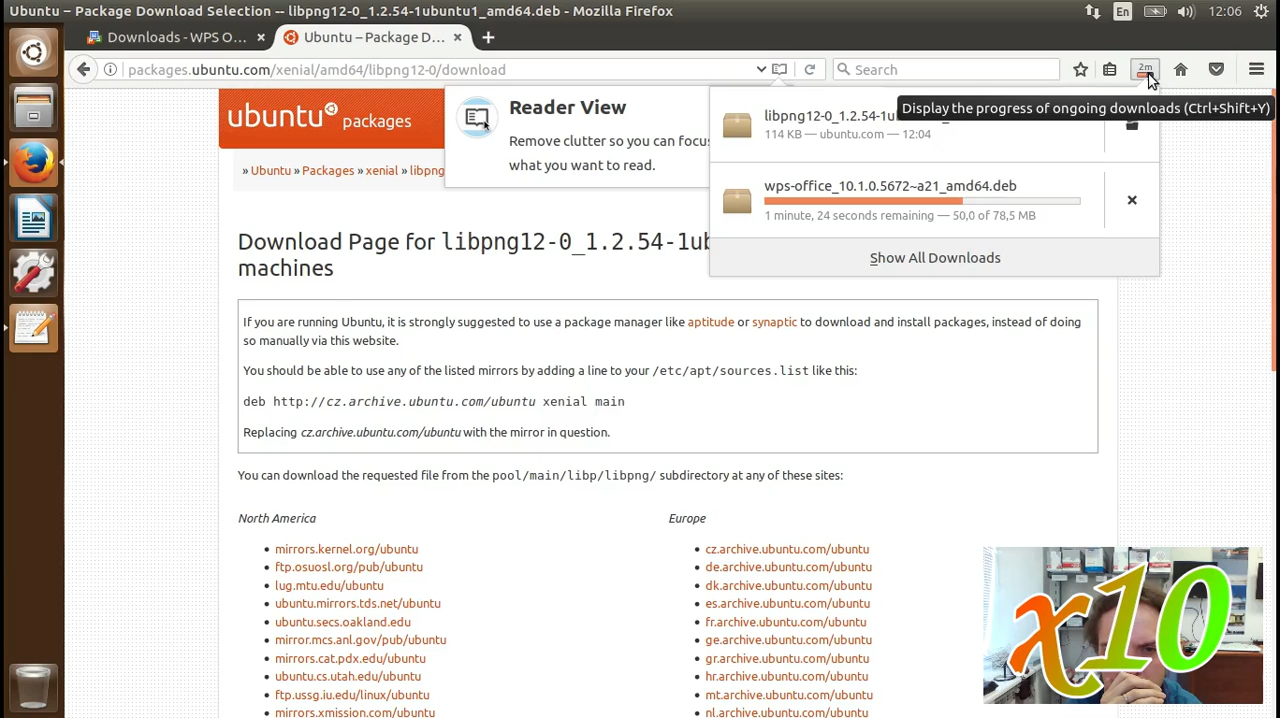 Ubuntu – Package Download Selection -- libpng12-0_1.2.54-1ubuntu1_amd64.deb - Mozilla Firefox
En
12:06
Downloads - WPS O...
Ubuntu – Package D...
packages.ubuntu.com/xenial/amd64/libpng12-0/download
Search
2m
Display the progress of ongoing downloads (Ctrl+Shift+Y)
ubuntu packages
Reader View
Remove clutter so you can focus
what you want to read.
libpng12-0_1.2.54-1u
114 KB — ubuntu.com — 12:04
wps-office_10.1.0.5672~a21_amd64.deb
1 minute, 24 seconds remaining — 50,0 of 78,5 MB
Show All Downloads
» Ubuntu » Packages » xenial » libpng
Download Page for libpng12-0_1.2.54-1ub
machines
If you are running Ubuntu, it is strongly suggested to use a package manager like aptitude or synaptic to download and install packages, instead of doing
so manually via this website.
You should be able to use any of the listed mirrors by adding a line to your /etc/apt/sources.list like this:
deb http://cz.archive.ubuntu.com/ubuntu xenial main
Replacing cz.archive.ubuntu.com/ubuntu with the mirror in question.
You can download the requested file from the pool/main/libp/libpng/ subdirectory at any of these sites:
North America
mirrors.kernel.org/ubuntu
ftp.osuosl.org/pub/ubuntu
lug.mtu.edu/ubuntu
ubuntu.mirrors.tds.net/ubuntu
ubuntu.secs.oakland.edu
mirror.mcs.anl.gov/pub/ubuntu
mirrors.cat.pdx.edu/ubuntu
ubuntu.cs.utah.edu/ubuntu
ftp.ussg.iu.edu/linux/ubuntu
mirrors.xmission.com/ubuntu
Europe
cz.archive.ubuntu.com/ubuntu
de.archive.ubuntu.com/ubuntu
dk.archive.ubuntu.com/ubuntu
es.archive.ubuntu.com/ubuntu
fr.archive.ubuntu.com/ubuntu
ge.archive.ubuntu.com/ubuntu
gr.archive.ubuntu.com/ubuntu
hr.archive.ubuntu.com/ubuntu
mt.archive.ubuntu.com/ubuntu
nl.archive.ubuntu.com/ubuntu
x10